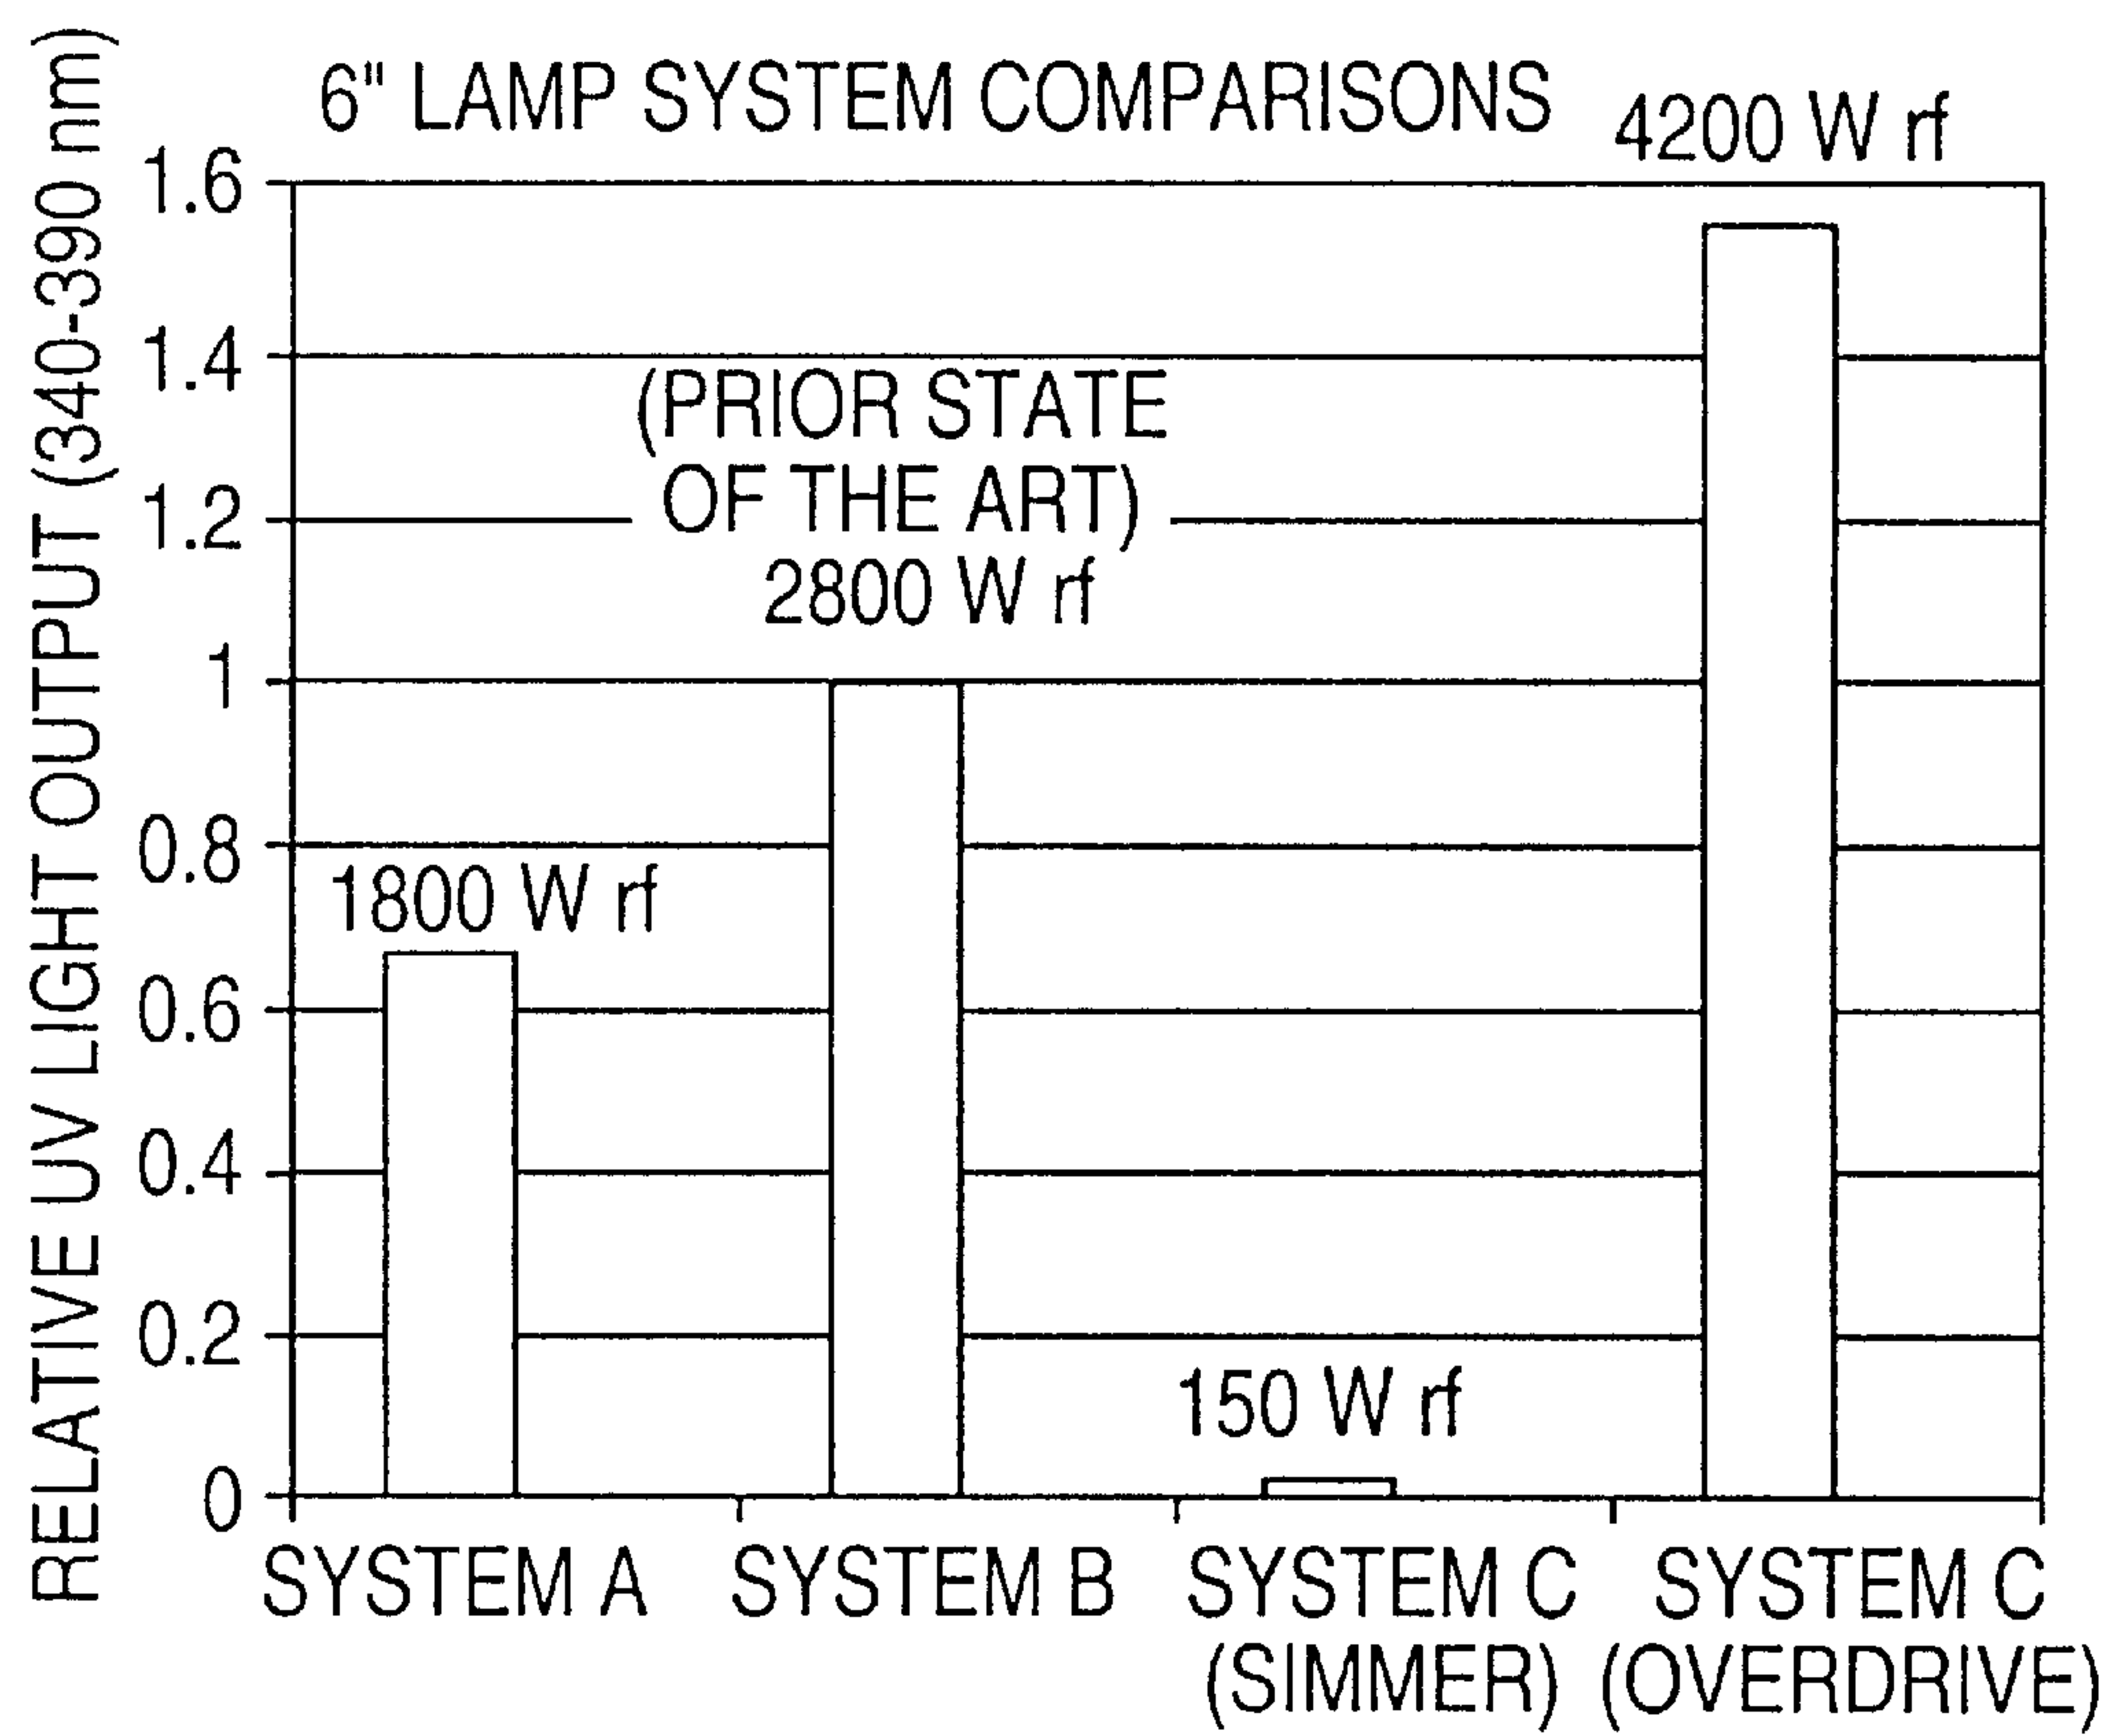 6" LAMP SYSTEM COMPARISONS
4200 W rf
RELATIVE UV LIGHT OUTPUT (340-390 nm)
1.6
1.4
1.2
1
0.8
0.6
0.4
0.2
0
(PRIOR STATE
OF THE ART)
2800 W rf
1800 W rf
150 W rf
SYSTEM A
SYSTEM B
SYSTEM C
(SIMMER)
SYSTEM C
(OVERDRIVE)